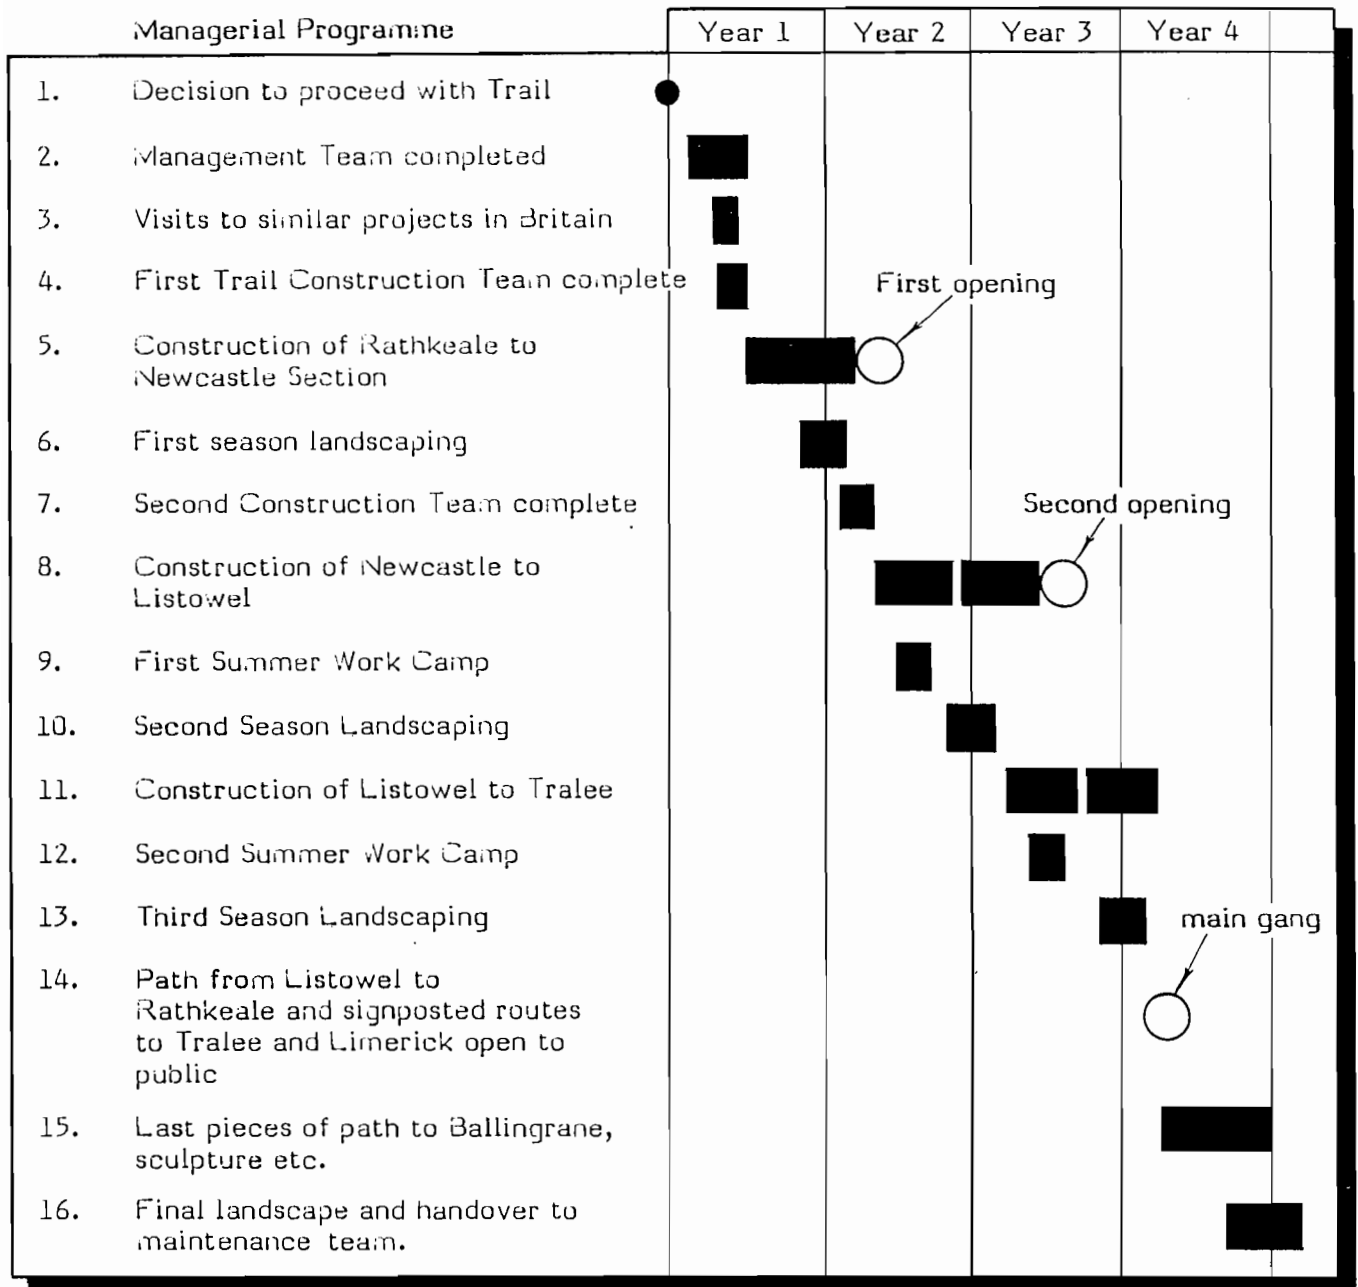 Managerial Programme Year 1 Year 2 Year 3 Year 4
1. Decision to proceed with Trail
2. Management Team completed
3. Visits to similar projects in Britain
4. First Trail Construction Team complete
First opening
5. Construction of Rathkeale to
Newcastle Section
6. First season landscaping
7. Second Construction Team complete
Second opening
8. Construction of Newcastle to
Listowel
9. First Summer Work Camp
10. Second Season Landscaping
11. Construction of Listowel to Tralee
12. Second Summer Work Camp
13. Third Season Landscaping
main gang
14. Path from Listowel to
Rathkeale and signposted routes
to Tralee and Limerick open to
public
15. Last pieces of path to Ballingrane,
sculpture etc.
16. Final landscape and handover to
maintenance team.